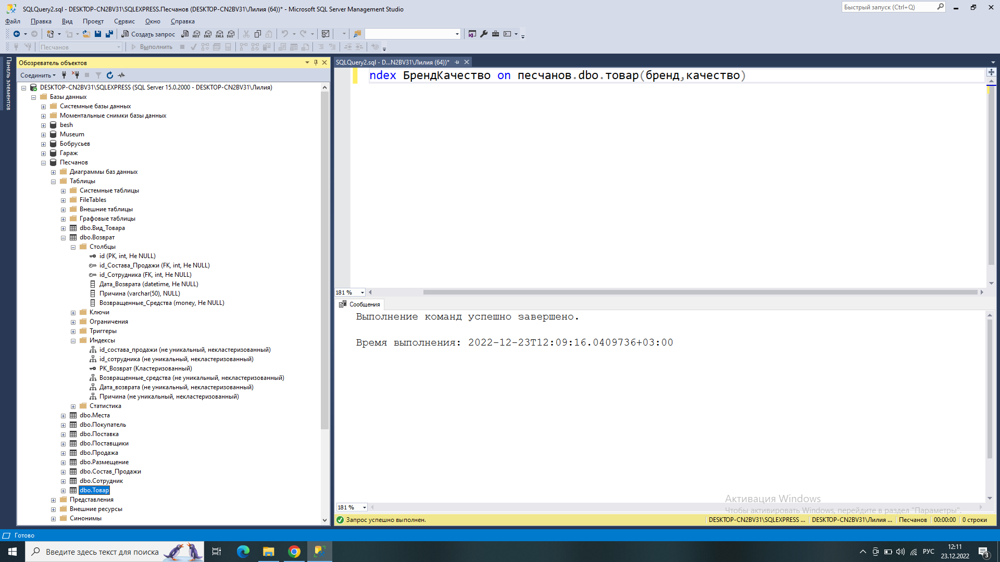 SQLQuery2.sql - DESKTOP-CN2BV31\SQLEXPRESS.Песчанов (DESKTOP-CN2BV31\Лилия (64))* - Microsoft SQL Server Management Studio
Быстрый запуск (Ctrl+Q)
Файл Правка Вид Проект Сервис Окно Справка
Создать запрос
Песчанов Выполнить
Панель элементов
Обозреватель объектов
Соединить
DESKTOP-CN2BV31\SQLEXPRESS (SQL Server 15.0.2000 - DESKTOP-CN2BV31\Лилия)
Базы данных
Системные базы данных
Моментальные снимки базы данных
besh
Museum
Бобрусьев
Гараж
Песчанов
Диаграммы баз данных
Таблицы
Системные таблицы
FileTables
Внешние таблицы
Графовые таблицы
dbo.Вид_Товара
dbo.Возврат
Столбцы
id (PK, int, Не NULL)
id_Состава_Продажи (FK, int, Не NULL)
id_Сотрудника (FK, int, Не NULL)
Дата_Возврата (datetime, Не NULL)
Причина (varchar(50), NULL)
Возвращенные_Средства (money, Не NULL)
Ключи
Ограничения
Триггеры
Индексы
id_состава_продажи (не уникальный, некластеризованный)
id_сотрудника (не уникальный, некластеризованный)
PK_Возврат (Кластеризованный)
Возвращенные_средства (не уникальный, некластеризованный)
Дата_возврата (не уникальный, некластеризованный)
Причина (не уникальный, некластеризованный)
Статистика
dbo.Места
dbo.Покупатель
dbo.Поставка
dbo.Поставщики
dbo.Продажа
dbo.Размещение
dbo.Состав_Продажи
dbo.Сотрудник
dbo.Товар
Представления
Внешние ресурсы
Синонимы
SQLQuery2.sql - D...N2BV31\Лилия (64))*
ndex БрендКачество on песчанов.dbo.товар(бренд,качество)
181 %
Сообщения
Выполнение команд успешно завершено.
Время выполнения: 2022-12-23T12:09:16.0409736+03:00
Активация Windows
Чтобы активировать Windows, перейдите в раздел "Параметры".
181 %
Запрос успешно выполнен.
DESKTOP-CN2BV31\SQLEXPRESS ... DESKTOP-CN2BV31\Лилия ... Песчанов 00:00:00 0 строки
Готово
Введите здесь текст для поиска
РУС
12:11
23.12.2022
3